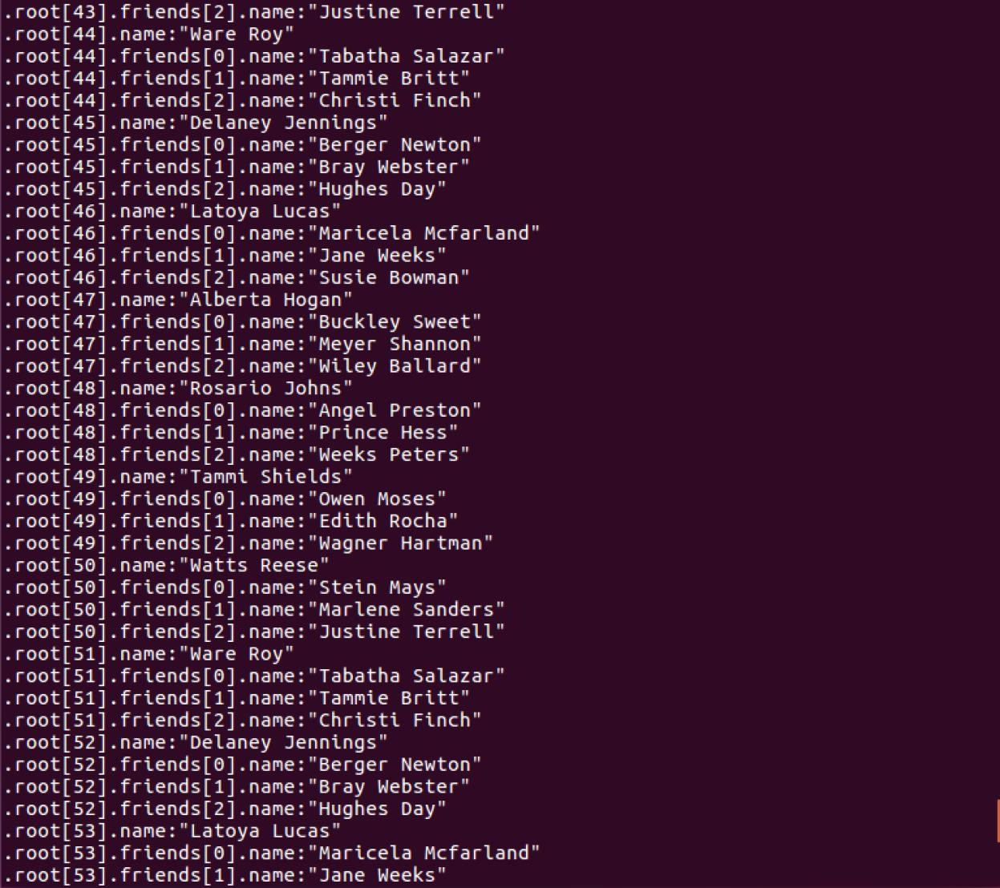 .root[43].friends[2].name:"Justine Terrell"
.root[44].name:"Ware Roy"
.root[44].friends[0].name:"Tabatha Salazar"
.root[44].friends[1].name:"Tammie Britt"
.root[44].friends[2].name:"Christi Finch"
.root[45].name:"Delaney Jennings"
.root[45].friends[0].name:"Berger Newton"
.root[45].friends[1].name:"Bray Webster"
.root[45].friends[2].name:"Hughes Day"
.root[46].name:"Latoya Lucas"
.root[46].friends[0].name:"Maricela Mcfarland"
.root[46].friends[1].name:"Jane Weeks"
.root[46].friends[2].name:"Susie Bowman"
.root[47].name:"Alberta Hogan"
.root[47].friends[0].name:"Buckley Sweet"
.root[47].friends[1].name:"Meyer Shannon"
.root[47].friends[2].name:"Wiley Ballard"
.root[48].name:"Rosario Johns"
.root[48].friends[0].name:"Angel Preston"
.root[48].friends[1].name:"Prince Hess"
.root[48].friends[2].name:"Weeks Peters"
.root[49].name:"Tammi Shields"
.root[49].friends[0].name:"Owen Moses"
.root[49].friends[1].name:"Edith Rocha"
.root[49].friends[2].name:"Wagner Hartman"
.root[50].name:"Watts Reese"
.root[50].friends[0].name:"Stein Mays"
.root[50].friends[1].name:"Marlene Sanders"
.root[50].friends[2].name:"Justine Terrell"
.root[51].name:"Ware Roy"
.root[51].friends[0].name:"Tabatha Salazar"
.root[51].friends[1].name:"Tammie Britt"
.root[51].friends[2].name:"Christi Finch"
.root[52].name:"Delaney Jennings"
.root[52].friends[0].name:"Berger Newton"
.root[52].friends[1].name:"Bray Webster"
.root[52].friends[2].name:"Hughes Day"
.root[53].name:"Latoya Lucas"
.root[53].friends[0].name:"Maricela Mcfarland"
.root[53].friends[1].name:"Jane Weeks"